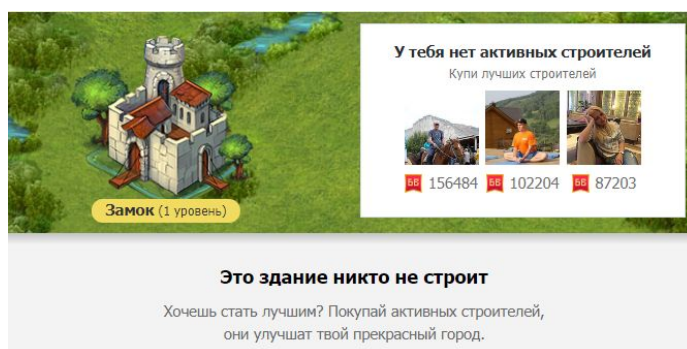 У тебя нет активных строителей
Купи лучших строителей
ББ 156484 ББ 102204 ББ 87203
Замок (1 уровень)
Это здание никто не строит
Хочешь стать лучшим? Покупай активных строителей,
они улучшат твой прекрасный город.